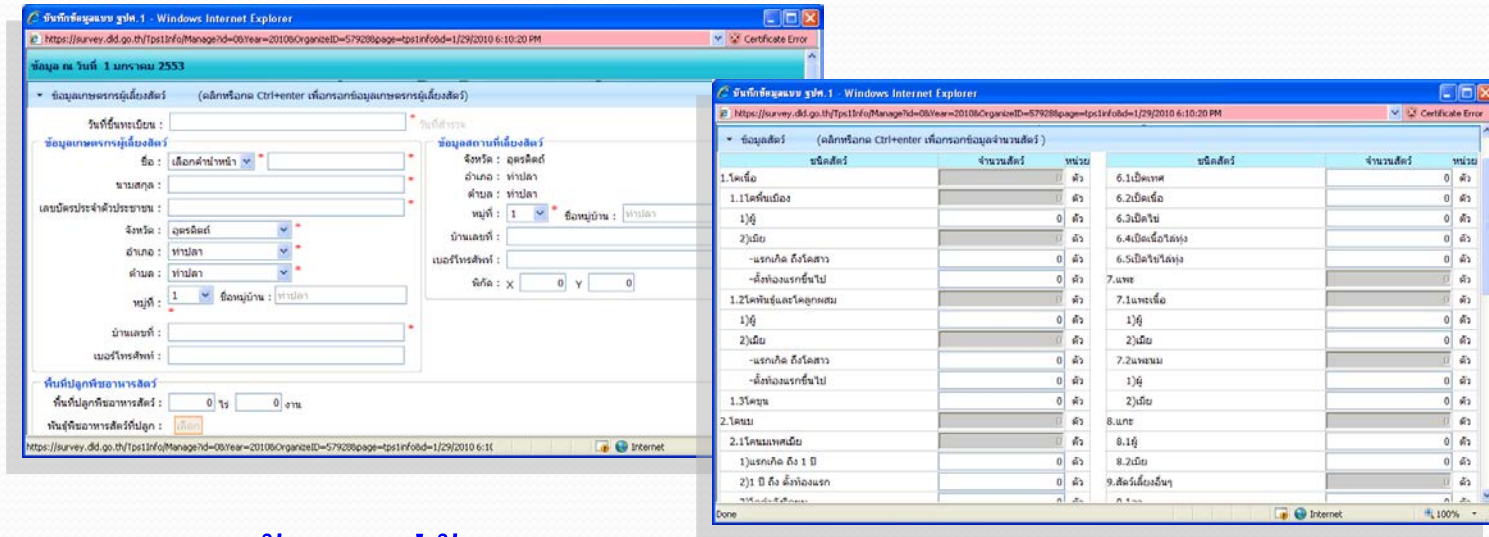 บันทึกข้อมูลแบบ ฐปศ.1 - Windows Internet Explorer
https://survey.dld.go.th/Tps1Info/Manage?id=0&Year=2010&OrganizeID=57928&page=tps1info&d=1/29/2010 6:10:20 PM
Certificate Error
ข้อมูล ณ วันที่ 1 มกราคม 2553
ข้อมูลเกษตรกรผู้เลี้ยงสัตว์ (คลิกหรือกด Ctrl+enter เพื่อกรอกข้อมูลเกษตรกรผู้เลี้ยงสัตว์)
วันที่ขึ้นทะเบียน : * วันที่สำรวจ
ข้อมูลเกษตรกรผู้เลี้ยงสัตว์
ชื่อ : เลือกคำนำหน้า * *
นามสกุล : *
เลขบัตรประจำตัวประชาชน : *
จังหวัด : อุตรดิตถ์ *
อำเภอ : ท่าปลา *
ตำบล : ท่าปลา *
หมู่ที่ : 1 ชื่อหมู่บ้าน : ท่าปลา
*
บ้านเลขที่ : *
เบอร์โทรศัพท์ :
ข้อมูลสถานที่เลี้ยงสัตว์
จังหวัด : อุตรดิตถ์
อำเภอ : ท่าปลา
ตำบล : ท่าปลา
หมู่ที่ : 1 * ชื่อหมู่บ้าน : ท่าปลา
บ้านเลขที่ :
เบอร์โทรศัพท์ :
พิกัด : X 0 Y 0
พื้นที่ปลูกพืชอาหารสัตว์
พื้นที่ปลูกพืชอาหารสัตว์ : 0 ไร่ 0 งาน
พันธุ์พืชอาหารสัตว์ที่ปลูก : เลือก
https://survey.dld.go.th/Tps1Info/Manage?id=0&Year=2010&OrganizeID=57928&page=tps1info&d=1/29/2010 6:1(
Internet
บันทึกข้อมูลแบบ ฐปศ.1 - Windows Internet Explorer
https://survey.dld.go.th/Tps1Info/Manage?id=0&Year=2010&OrganizeID=57928&page=tps1info&d=1/29/2010 6:10:20 PM
Certificate Error
ข้อมูลสัตว์ (คลิกหรือกด Ctrl+enter เพื่อกรอกข้อมูลจำนวนสัตว์ )
ชนิดสัตว์ จำนวนสัตว์ หน่วย ชนิดสัตว์ จำนวนสัตว์ หน่วย
1.โคเนื้อ 0 ตัว 6.1เป็ดเทศ 0 ตัว
1.1โคพื้นเมือง 0 ตัว 6.2เป็ดเนื้อ 0 ตัว
1)ผู้ 0 ตัว 6.3เป็ดไข่ 0 ตัว
2)เมีย 0 ตัว 6.4เป็ดเนื้อไล่ทุ่ง 0 ตัว
-แรกเกิด ถึงโคสาว 0 ตัว 6.5เป็ดไข่ไล่ทุ่ง 0 ตัว
-ตั้งท้องแรกขึ้นไป 0 ตัว 7.แพะ 0 ตัว
1.2โคพันธุ์และโคลูกผสม 0 ตัว 7.1แพะเนื้อ 0 ตัว
1)ผู้ 0 ตัว 1)ผู้ 0 ตัว
2)เมีย 0 ตัว 2)เมีย 0 ตัว
-แรกเกิด ถึงโคสาว 0 ตัว 7.2แพะนม 0 ตัว
-ตั้งท้องแรกขึ้นไป 0 ตัว 1)ผู้ 0 ตัว
1.3โคขุน 0 ตัว 2)เมีย 0 ตัว
2.โคนม 0 ตัว 8.แกะ 0 ตัว
2.1โคนมเพศเมีย 0 ตัว 8.1ผู้ 0 ตัว
1)แรกเกิด ถึง 1 ปี 0 ตัว 8.2เมีย 0 ตัว
2)1 ปี ถึง ตั้งท้องแรก 0 ตัว 9.สัตว์เลี้ยงอื่นๆ 0 ตัว
Done Internet 100%